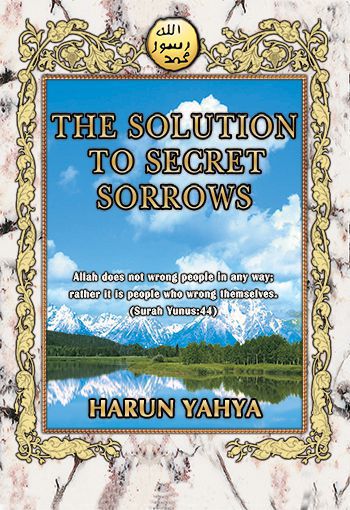 الله
رسول
محمد
THE SOLUTION
TO SECRET
SORROWS
Allah does not wrong people in any way;
rather it is people who wrong themselves.
(Surah Yunus:44)
HARUN YAHYA